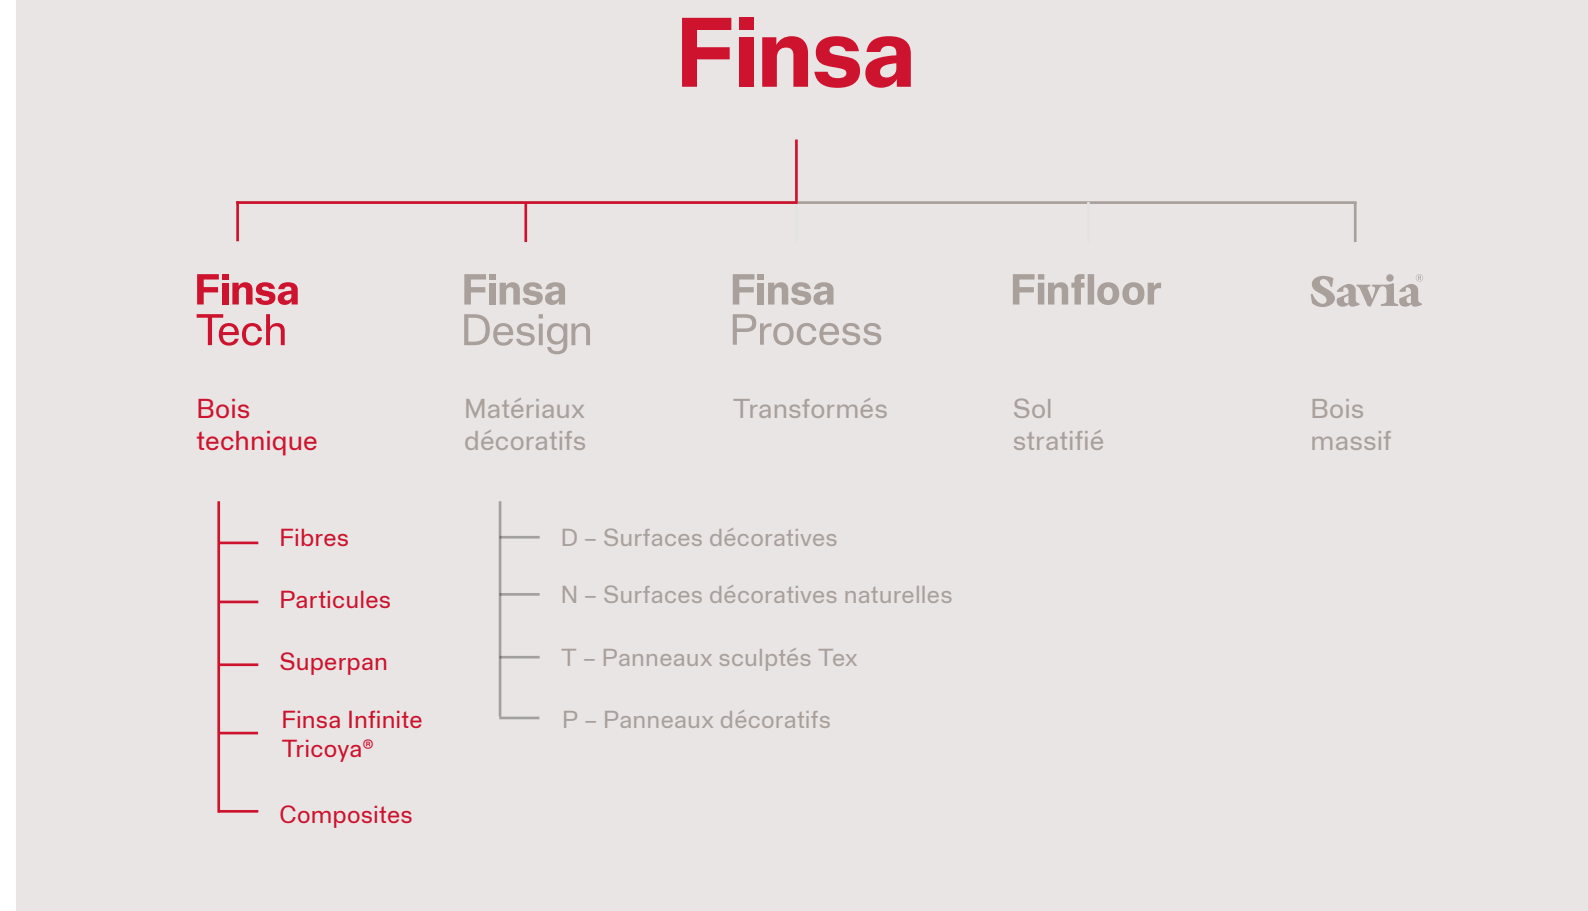 Finsa
Finsa
Tech
Bois
technique
Fibres
Particules
Superpan
Finsa Infinite
Tricoya®
Composites
Finsa
Design
Matériaux
décoratifs
D – Surfaces décoratives
N – Surfaces décoratives naturelles
T – Panneaux sculptés Tex
P – Panneaux décoratifs
Finsa
Process
Transformés
Finfloor
Sol
stratifié
Savia®
Bois
massif